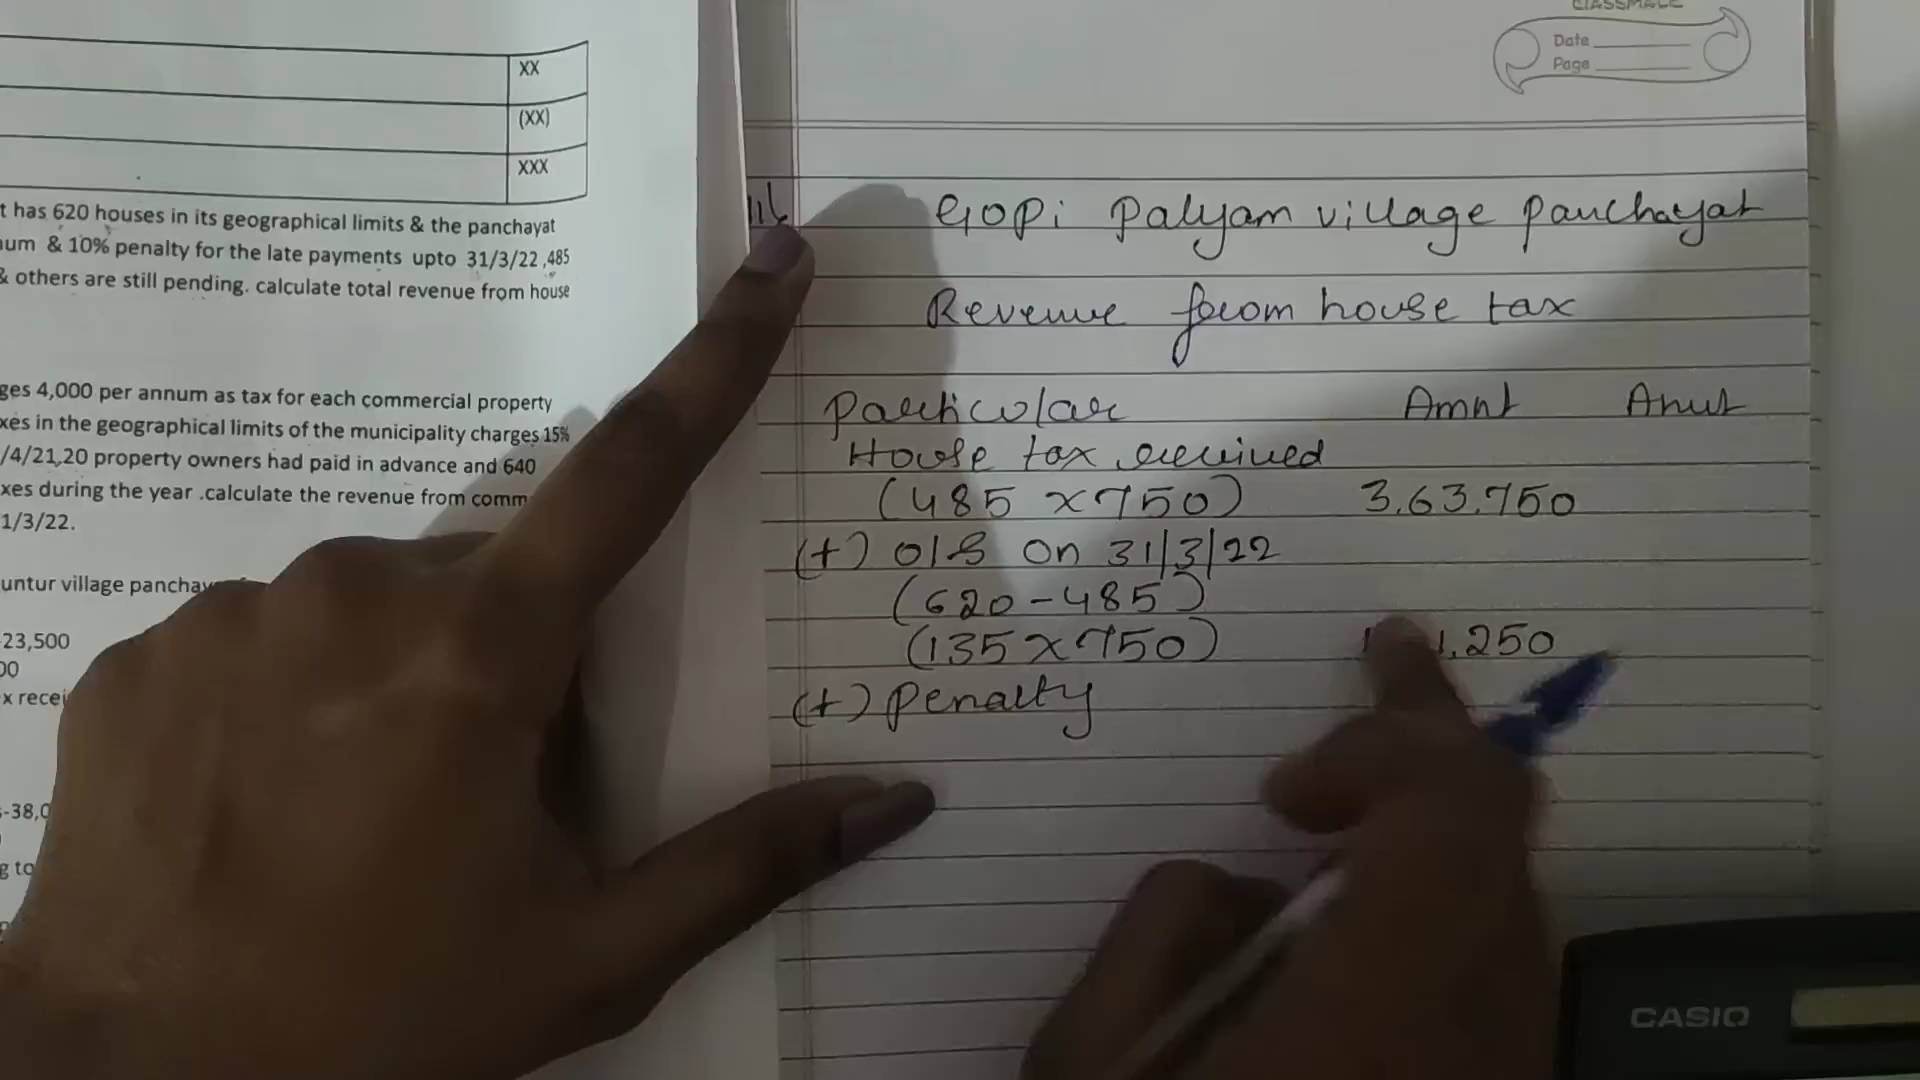 XX
(XX)
XXX
t has 620 houses in its geographical limits & the panchayat
um & 10% penalty for the late payments upto 31/3/22 ,485
& others are still pending. calculate total revenue from house
ges 4,000 per annum as tax for each commercial property
xes in the geographical limits of the municipality charges 15%
/4/21,20 property owners had paid in advance and 640
xes during the year .calculate the revenue from comm
1/3/22.
untur village panchay
23,500
00
x recei
-38,0
g to
CLASSMATE
Date
Page
Gopi Palyam village panchayat
Revenue from house tax
Particular Amnt Amnt
House tax received
(485 x 750) 3,63,750
(+) O/S on 31/3/22
(620-485)
(135 x 750) 1,250
(+) Penalty
CASIO